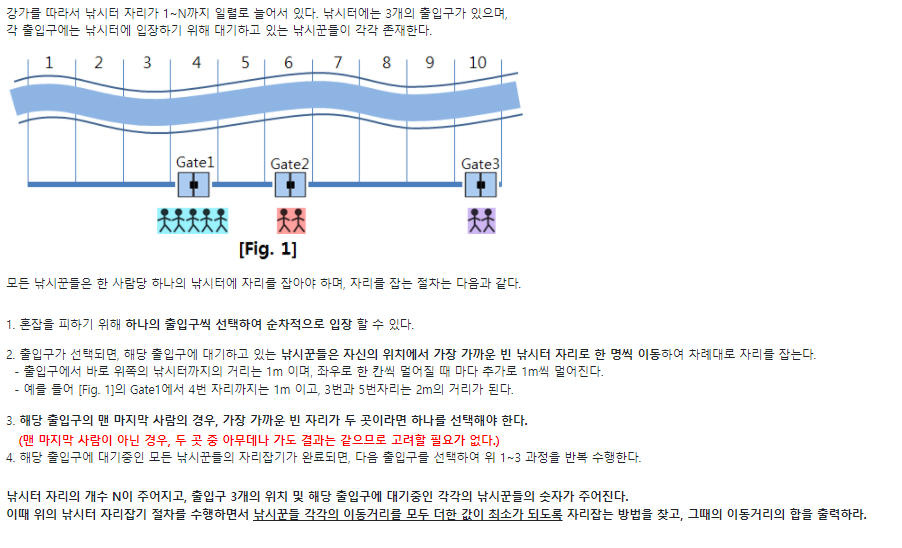 강가를 따라서 낚시터 자리가 1~N까지 일렬로 늘어서 있다. 낚시터에는 3개의 출입구가 있으며,
각 출입구에는 낚시터에 입장하기 위해 대기하고 있는 낚시꾼들이 각각 존재한다.
1 2 3 4 5 6 7 8 9 10
Gate1 Gate2 Gate3
[Fig. 1]
모든 낚시꾼들은 한 사람당 하나의 낚시터에 자리를 잡아야 하며, 자리를 잡는 절차는 다음과 같다.
1. 혼잡을 피하기 위해 하나의 출입구씩 선택하여 순차적으로 입장 할 수 있다.
2. 출입구가 선택되면, 해당 출입구에 대기하고 있는 낚시꾼들은 자신의 위치에서 가장 가까운 빈 낚시터 자리로 한 명씩 이동하여 차례대로 자리를 잡는다.
- 출입구에서 바로 위쪽의 낚시터까지의 거리는 1m 이며, 좌우로 한 칸씩 멀어질 때 마다 추가로 1m씩 멀어진다.
- 예를 들어 [Fig. 1]의 Gate1에서 4번 자리까지는 1m 이고, 3번과 5번자리는 2m의 거리가 된다.
3. 해당 출입구의 맨 마지막 사람의 경우, 가장 가까운 빈 자리가 두 곳이라면 하나를 선택해야 한다.
(맨 마지막 사람이 아닌 경우, 두 곳 중 아무데나 가도 결과는 같으므로 고려할 필요가 없다.)
4. 해당 출입구에 대기중인 모든 낚시꾼들의 자리잡기가 완료되면, 다음 출입구를 선택하여 위 1~3 과정을 반복 수행한다.
낚시터 자리의 개수 N이 주어지고, 출입구 3개의 위치 및 해당 출입구에 대기중인 각각의 낚시꾼들의 숫자가 주어진다.
이때 위의 낚시터 자리잡기 절차를 수행하면서 낚시꾼들 각각의 이동거리를 모두 더한 값이 최소가 되도록 자리잡는 방법을 찾고, 그때의 이동거리의 합을 출력하라.